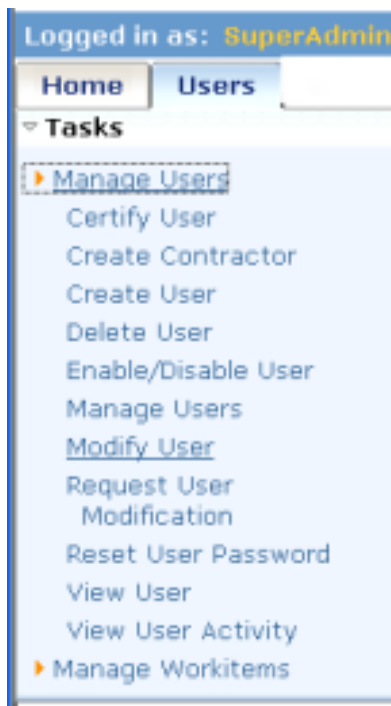 Logged in as: SuperAdmin
Home Users
Tasks
Manage Users
Certify User
Create Contractor
Create User
Delete User
Enable/Disable User
Manage Users
Modify User
Request User
Modification
Reset User Password
View User
View User Activity
Manage Workitems